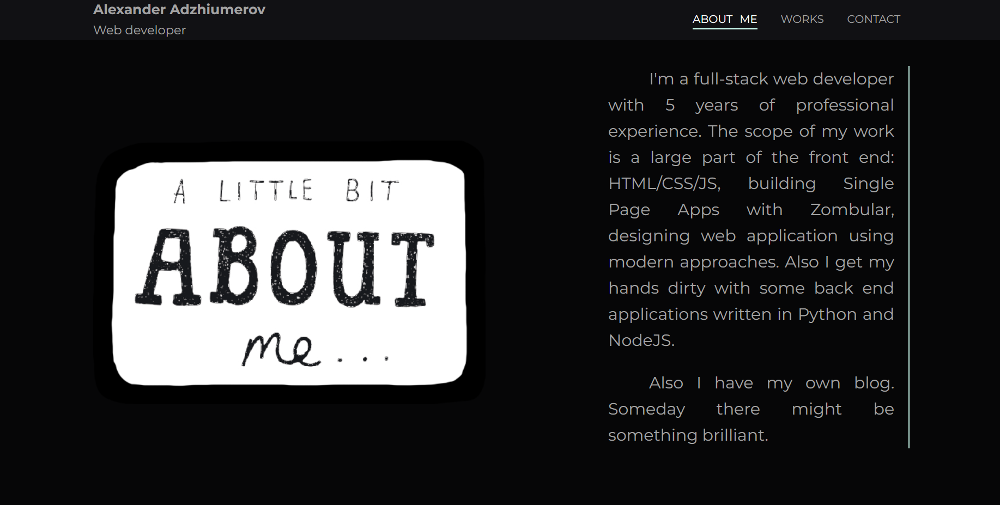 Alexander Adzhiumerov
Web developer
ABOUT ME
WORKS
CONTACT
A LITTLE BIT
ABOUT
me...
I'm a full-stack web developer
with 5 years of professional
experience. The scope of my work
is a large part of the front end:
HTML/CSS/JS, building Single
Page Apps with Zombular,
designing web application using
modern approaches. Also I get my
hands dirty with some back end
applications written in Python and
NodeJS.
Also I have my own blog.
Someday there might be
something brilliant.